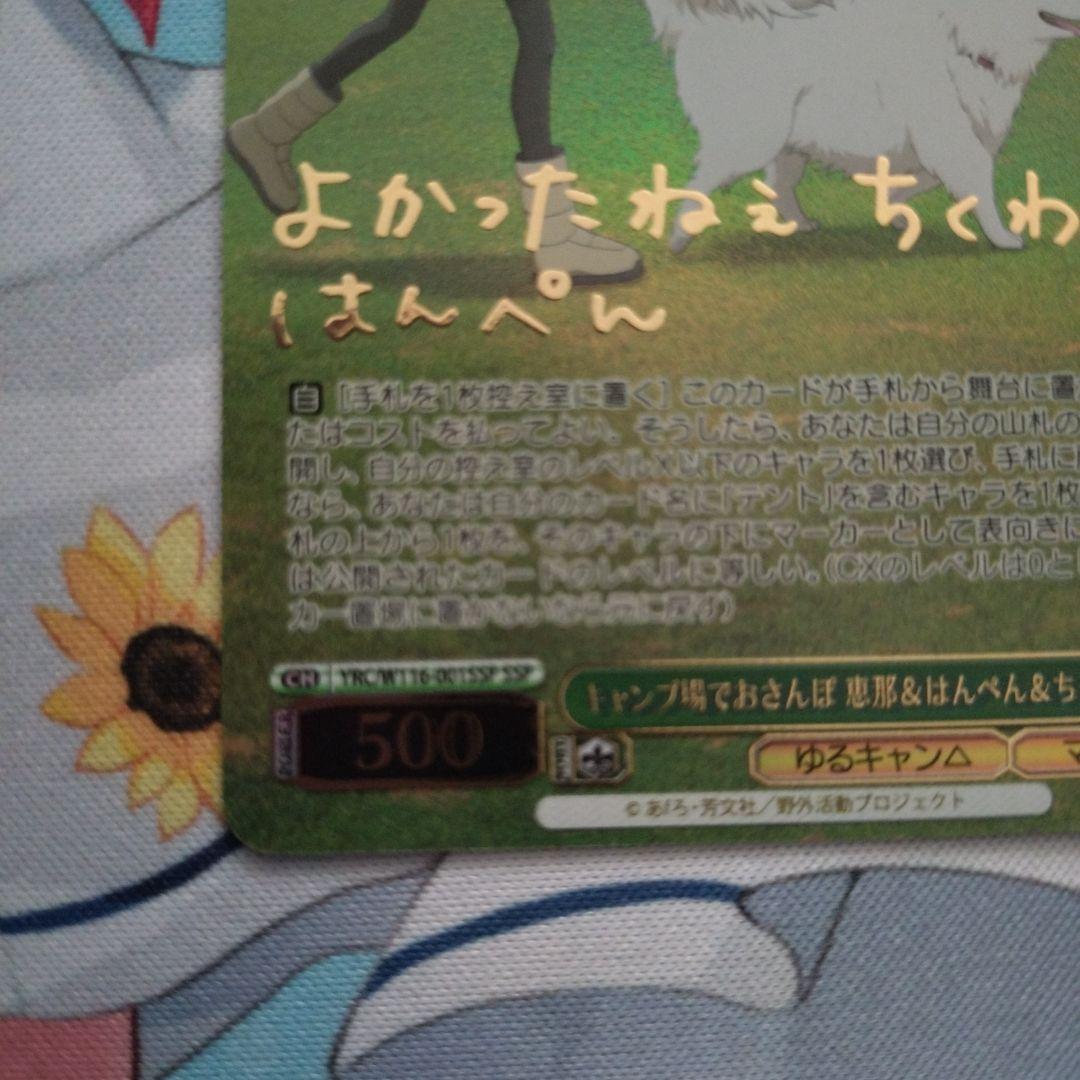 よかったねぇ ちくわ
はんぺん
自 [手札を1枚控え室に置く] このカードが手札から舞台に置
たはコストを払ってよい。そうしたら、あなたは自分の山札の
開し、自分の控え室のレベルX以下のキャラを1枚選び、手札に
なら、あなたは自分のカード名に「テント」を含むキャラを1枚
札の上から1枚を、そのキャラの下にマーカーとして表向きに
は公開されたカードのレベルに等しい。(CXのレベルは0と
カー置場に置かないなら元に戻す)
CH YRC/W116-001SSP SSP
キャンプ場でおさんぽ 恵那&はんぺん&ち
POWER 500
ゆるキャン△ マ
©あfろ・芳文社/野外活動プロジェクト